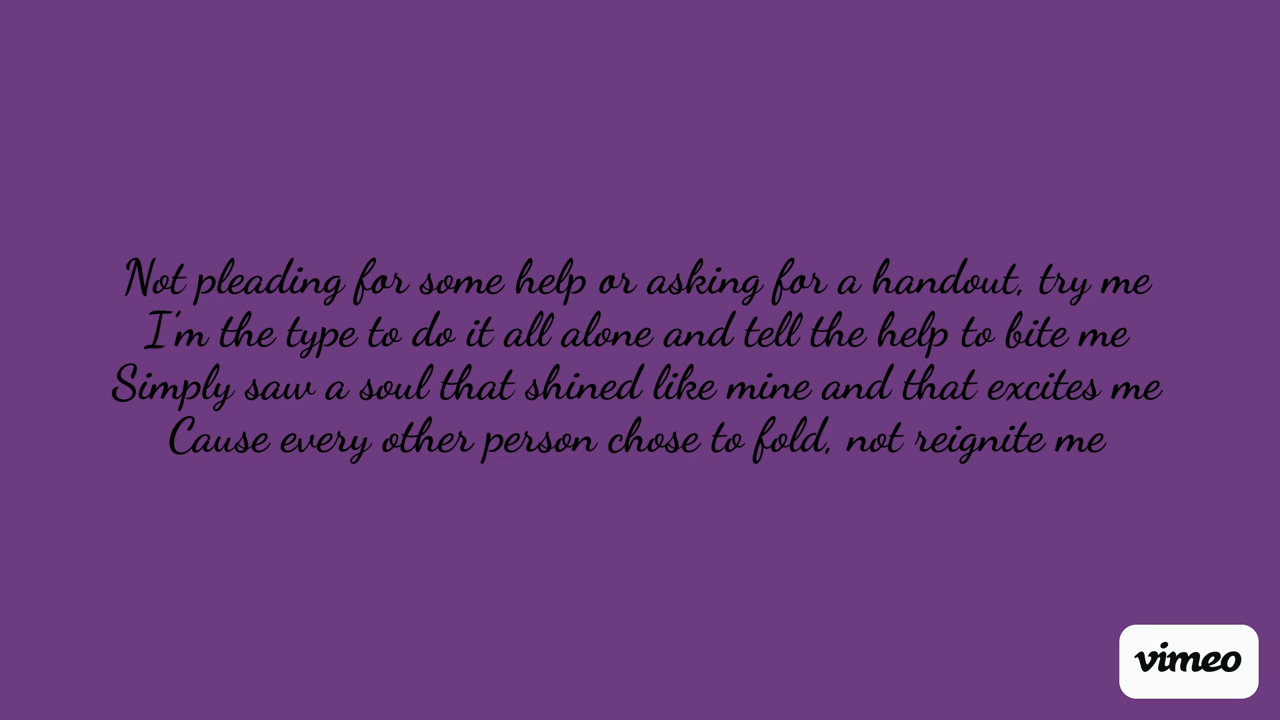 Not pleading for some help or asking for a handout, try me
I'm the type to do it all alone and tell the help to bite me
Simply saw a soul that shined like mine and that excites me
Cause every other person chose to fold, not reignite me
vimeo